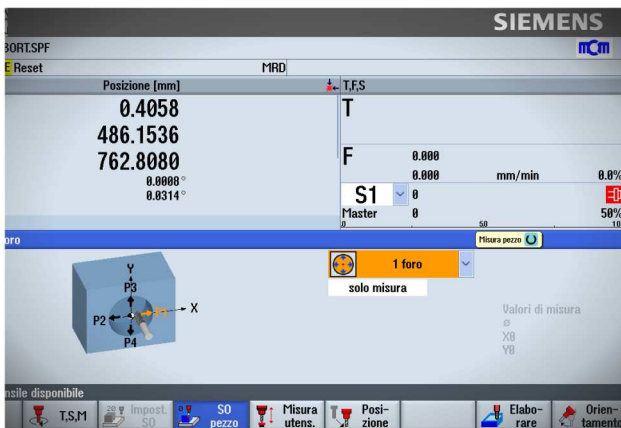 SIEMENS
BORT.SPF
mCm
E Reset
MRD
Posizione [mm]
T,F,S
0.4058
T
486.1536
762.8080
F
0.000
0.000
mm/min
0.0%
0.0008 °
0.0314 °
S1
0
Master
0
50%
0
50
10
oro
Misura pezzo
1 foro
solo misura
Y
P3
P1
X
P2
P4
Valori di misura
ø
X0
Y0
nsile disponibile
T,S,M
Impost. SO
SO pezzo
Misura utens.
Posi- zione
Elabo- rare
Orien- tamento